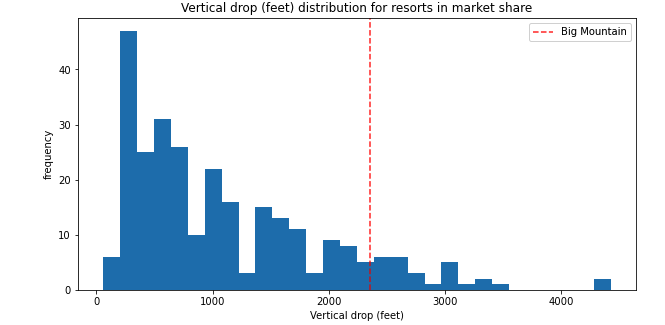 Vertical drop (feet) distribution for resorts in market share
Big Mountain
frequency
40
30
20
10
0
0 1000 2000 3000 4000
Vertical drop (feet)